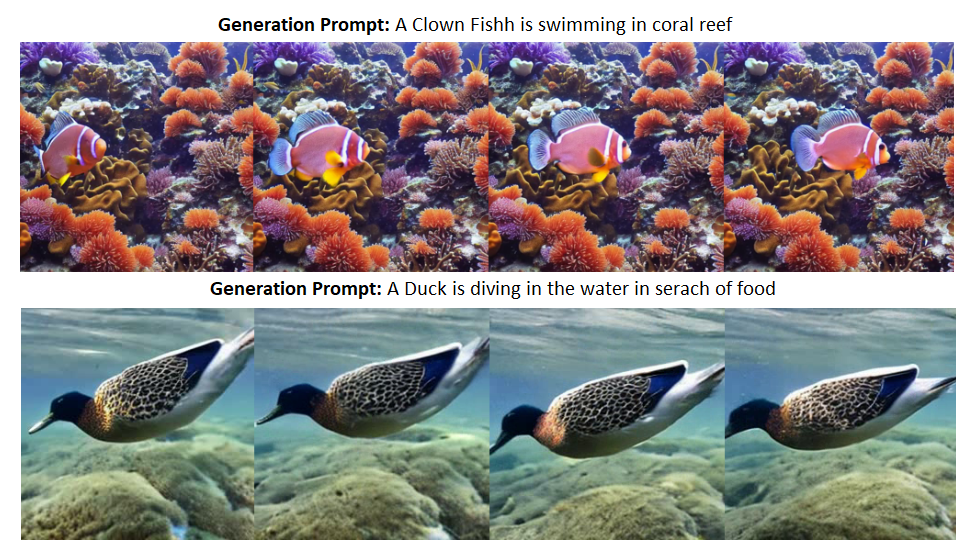 Generation Prompt: A Clown Fishh is swimming in coral reef
Generation Prompt: A Duck is diving in the water in serach of food